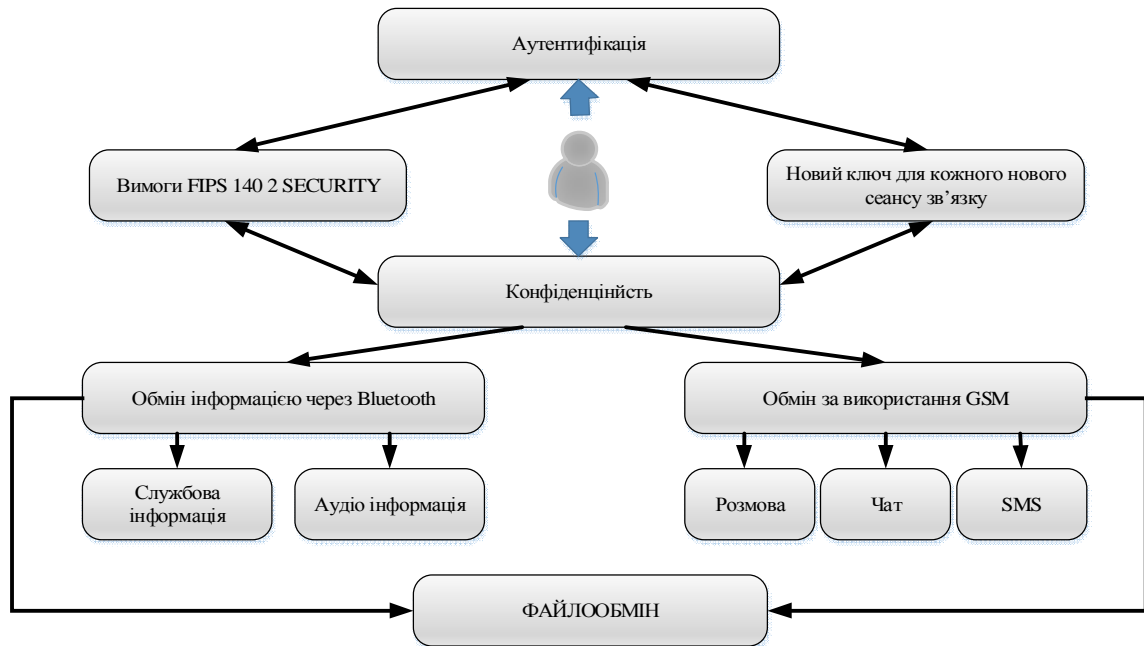 Аутентифікація
Вимоги FIPS 140 2 SECURITY
Новий ключ для кожного нового
сеансу зв’язку
Конфіденцінйсть
Обмін інформацією через Bluetooth
Обмін за використання GSM
Службова
інформація
Аудіо інформація
Розмова
Чат
SMS
ФАЙЛООБМІН